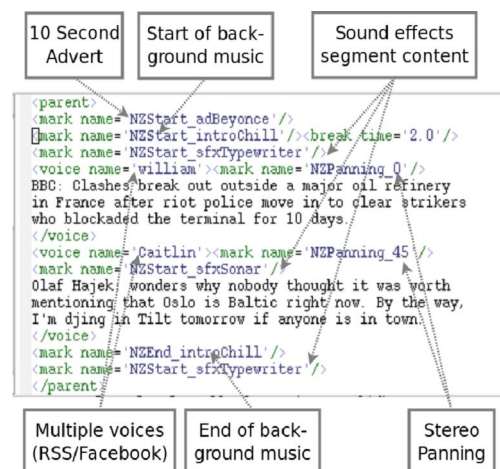 10 Second
Advert
Start of back-
ground music
Sound effects
segment content
<parent>
<mark name='NZStart_adBeyonce'/>
<mark name='NZStart_introChill'/><break time='2.0'/>
<mark name='NZStart_sfxTypewriter'/>
<voice name='william'><mark name='NZPanning_0'/>
BBC: Clashes break out outside a major oil refinery
in France after riot police move in to clear strikers
who blockaded the terminal for 10 days.
</voice>
<voice name='Caitlin'><mark name='NZPanning_45'/>
<mark name='NZStart_sfxSonar'/>
Olaf Hajek wonders why nobody thought it was worth
mentioning that Oslo is Baltic right now. By the way,
I'm djing in Tilt tomorrow if anyone is in town.
</voice>
<mark name='NZEnd_introChill'/>
<mark name='NZStart_sfxTypewriter'/>
</parent>
Multiple voices
(RSS/Facebook)
End of back-
ground music
Stereo
Panning